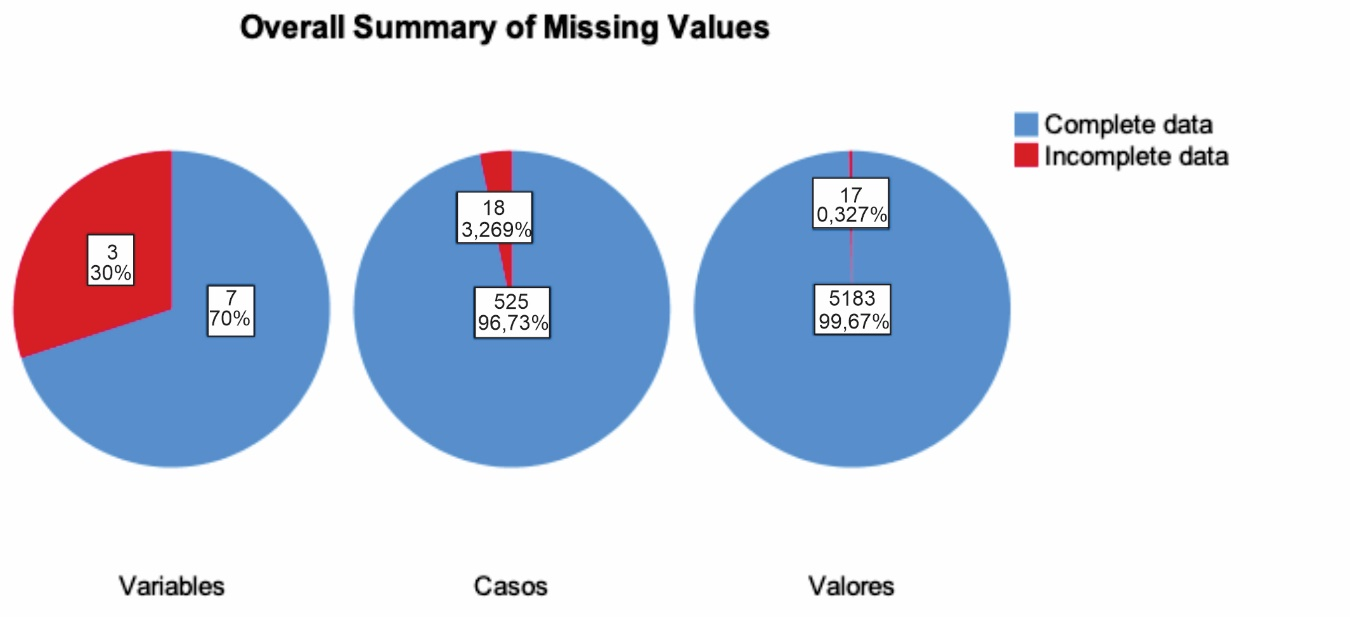 Overall Summary of Missing Values
Complete data
Incomplete data
3
30%
7
70%
18
3,269%
525
96,73%
17
0,327%
5183
99,67%
Variables
Casos
Valores